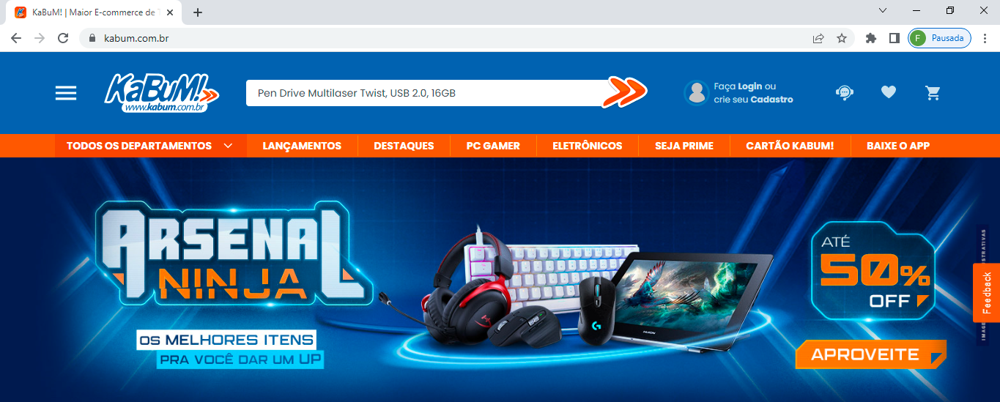 KaBuM! | Maior E-commerce de T
kabum.com.br
F Pausada
KaBuM!
www.kabum.com.br
Pen Drive Multilaser Twist, USB 2.0, 16GB
Faça Login ou
crie seu Cadastro
TODOS OS DEPARTAMENTOS LANÇAMENTOS DESTAQUES PC GAMER ELETRÔNICOS SEJA PRIME CARTÃO KABUM! BAIXE O APP
ARSENAL
NINJA
OS MELHORES ITENS
PRA VOCÊ DAR UM UP
HUION
G
ATÉ
50%
OFF
APROVEITE
Feedback